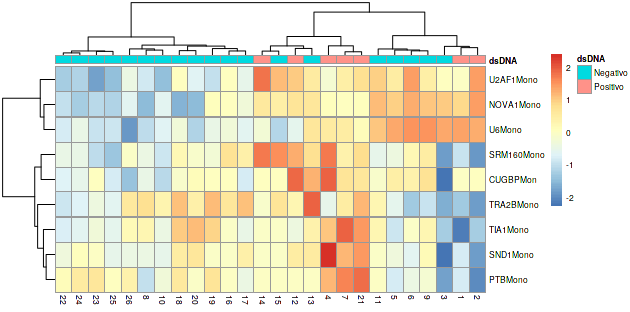 dsDNA
U2AF1Mono
NOVA1Mono
U6Mono
SRM160Mono
CUGBPMon
TRA2BMono
TIA1Mono
SND1Mono
PTBMono
22 24 23 25 26 8 10 18 20 19 16 17 14 15 12 13 4 7 21 11 5 6 9 3 1 2
2
1
0
-1
-2
dsDNA
Negativo
Positivo